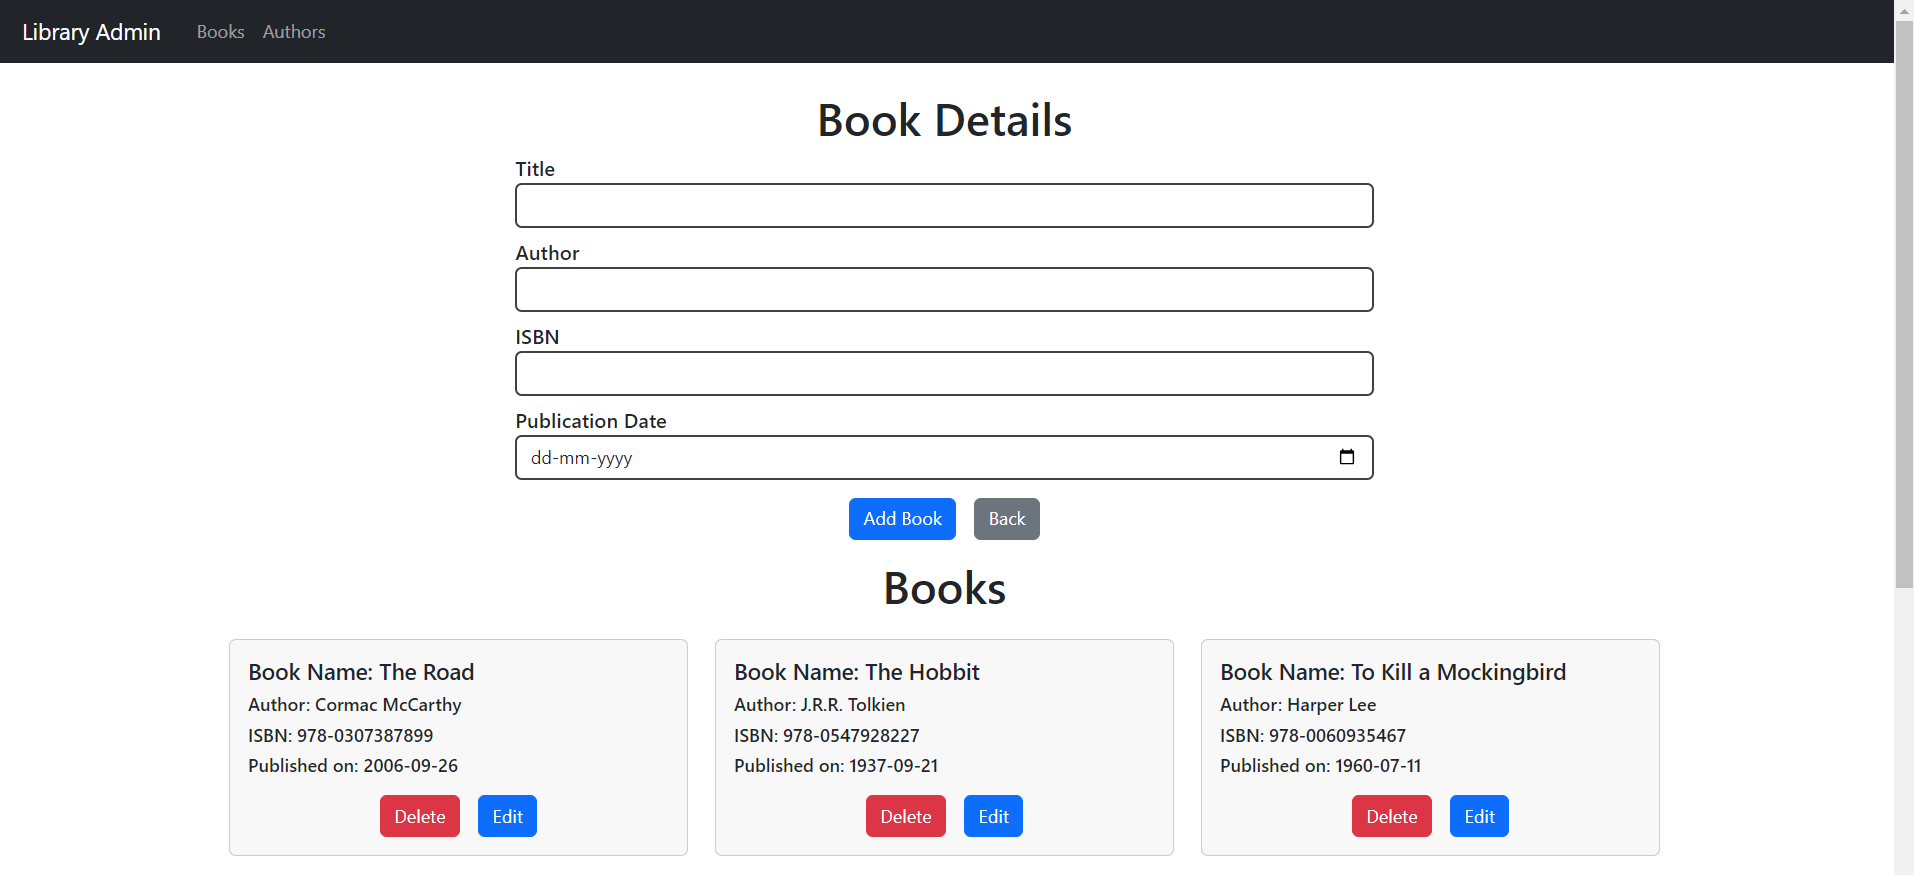 Library Admin Books Authors
Book Details
Title
Author
ISBN
Publication Date
dd-mm-yyyy
Add Book Back
Books
Book Name: The Road
Author: Cormac McCarthy
ISBN: 978-0307387899
Published on: 2006-09-26
Delete Edit
Book Name: The Hobbit
Author: J.R.R. Tolkien
ISBN: 978-0547928227
Published on: 1937-09-21
Delete Edit
Book Name: To Kill a Mockingbird
Author: Harper Lee
ISBN: 978-0060935467
Published on: 1960-07-11
Delete Edit